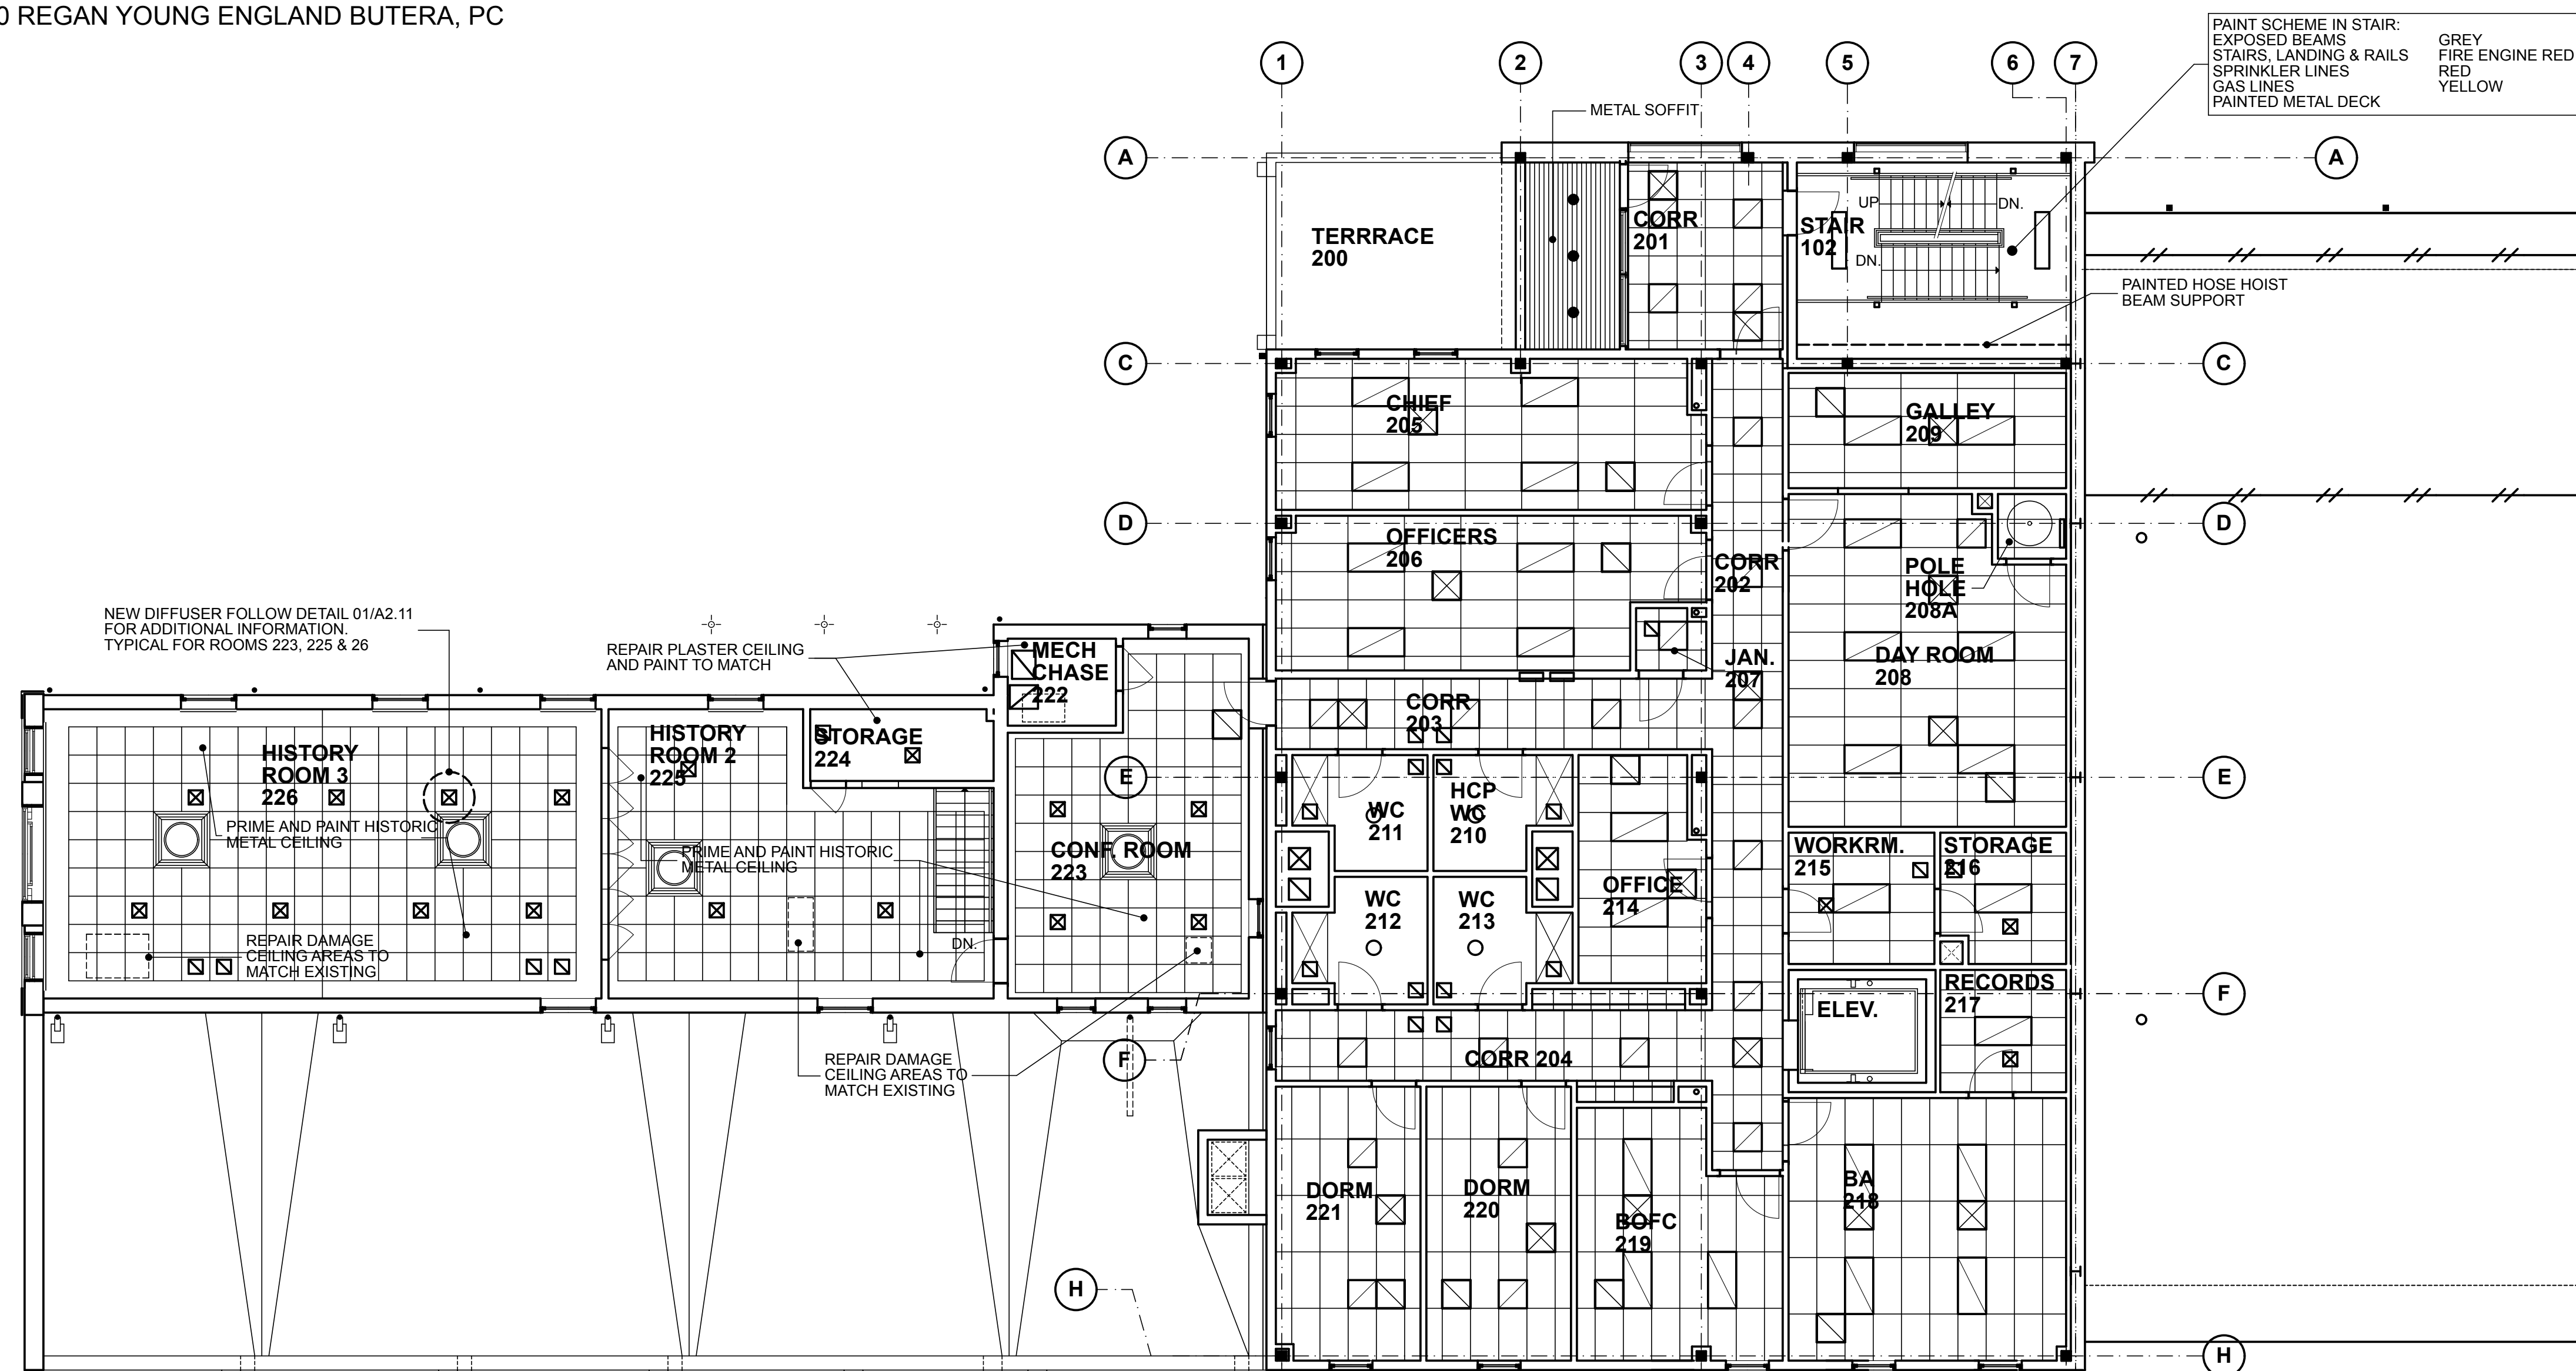 0 REGAN YOUNG ENGLAND BUTERA, PC
PAINT SCHEME IN STAIR:
EXPOSED BEAMS GREY
STAIRS, LANDING & RAILS FIRE ENGINE RED
SPRINKLER LINES RED
GAS LINES YELLOW
PAINTED METAL DECK
1
2
3
4
5
6
7
METAL SOFFIT
A
A
TERRRACE
200
CORR
201
STAIR
102
UP
DN.
DN.
PAINTED HOSE HOIST
BEAM SUPPORT
C
C
CHIEF
205
GALLEY
209
D
D
OFFICERS
206
CORR
202
POLE
HOLE
208A
NEW DIFFUSER FOLLOW DETAIL 01/A2.11
FOR ADDITIONAL INFORMATION.
TYPICAL FOR ROOMS 223, 225 & 26
REPAIR PLASTER CEILING
AND PAINT TO MATCH
MECH
CHASE
222
JAN.
207
DAY ROOM
208
CORR
203
HISTORY
ROOM 3
226
HISTORY
ROOM 2
225
STORAGE
224
E
E
PRIME AND PAINT HISTORIC
METAL CEILING
PRIME AND PAINT HISTORIC
METAL CEILING
CONF. ROOM
223
WC
211
HCP
WC
210
WORKRM.
215
STORAGE
216
OFFICE
214
WC
212
WC
213
REPAIR DAMAGE
CEILING AREAS TO
MATCH EXISTING
DN.
RECORDS
217
ELEV.
F
F
REPAIR DAMAGE
CEILING AREAS TO
MATCH EXISTING
CORR 204
DORM
221
DORM
220
BOFC
219
BA
218
H
H